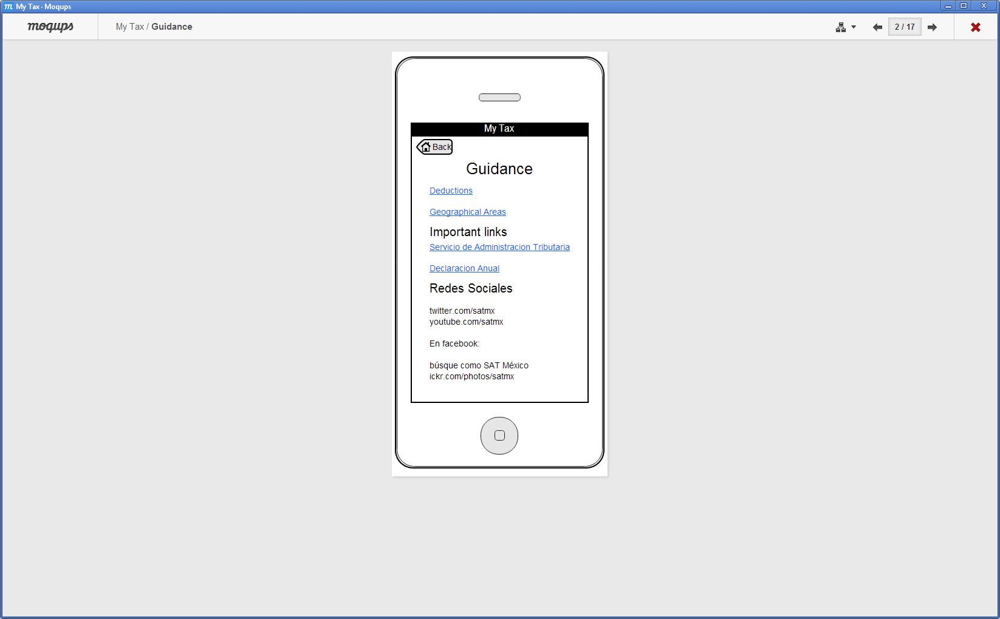 My Tax · Moqups
moqups
My Tax / Guidance
2 / 17
My Tax
Back
Guidance
Deductions
Geographical Areas
Important links
Servicio de Administracion Tributaria
Declaracion Anual
Redes Sociales
twitter.com/satmx
youtube.com/satmx
En facebook:
búsque como SAT México
ickr.com/photos/satmx